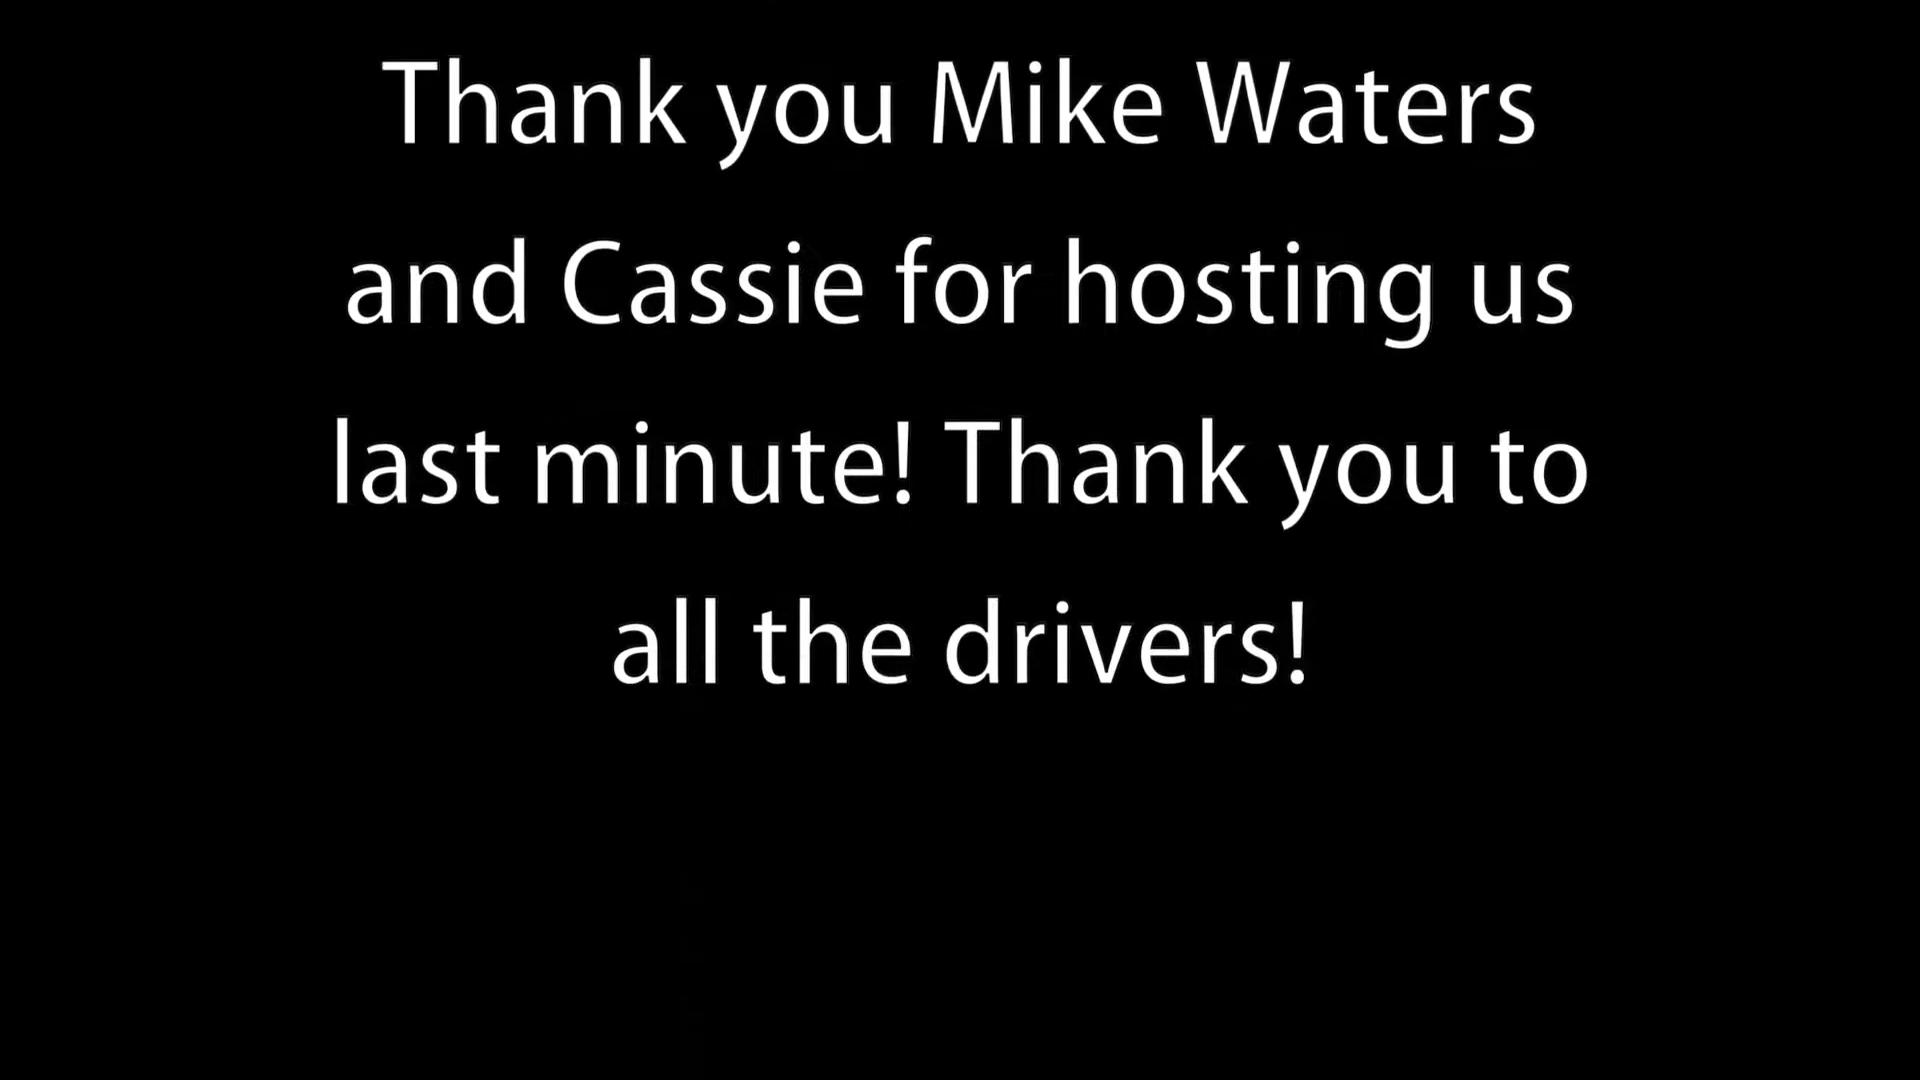 Thank you Mike Waters
and Cassie for hosting us
last minute! Thank you to
all the drivers!